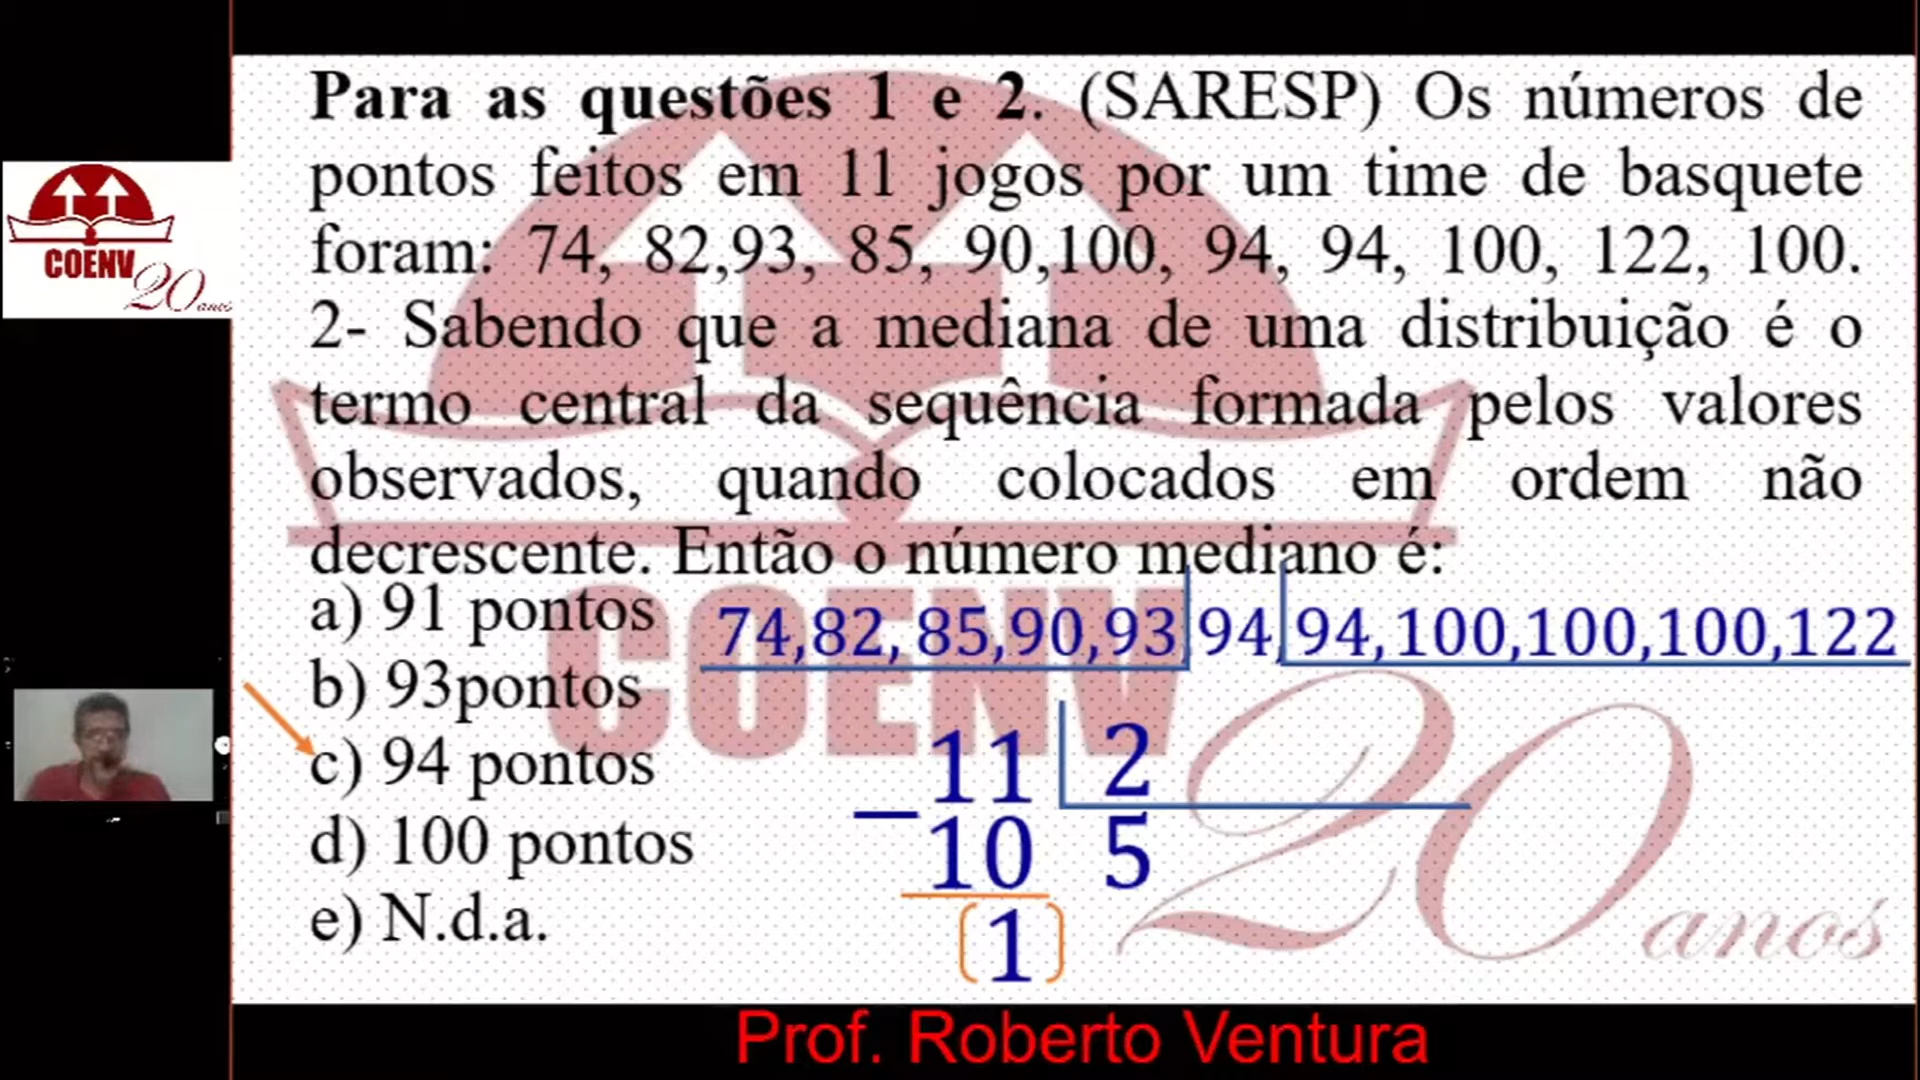 Para as questões 1 e 2. (SARESP) Os números de
pontos feitos em 11 jogos por um time de basquete
foram: 74, 82,93, 85, 90,100, 94, 94, 100, 122, 100.
2- Sabendo que a mediana de uma distribuição é o
termo central da sequência formada pelos valores
observados, quando colocados em ordem não
decrescente. Então o número mediano é:
a) 91 pontos
74,82,85,90,93,94,94,100,100,100,122
b) 93pontos
c) 94 pontos
11 2
d) 100 pontos
–10 5
e) N.d.a.
(1)
COENV
20 anos
COENV
20 anos
Prof. Roberto Ventura